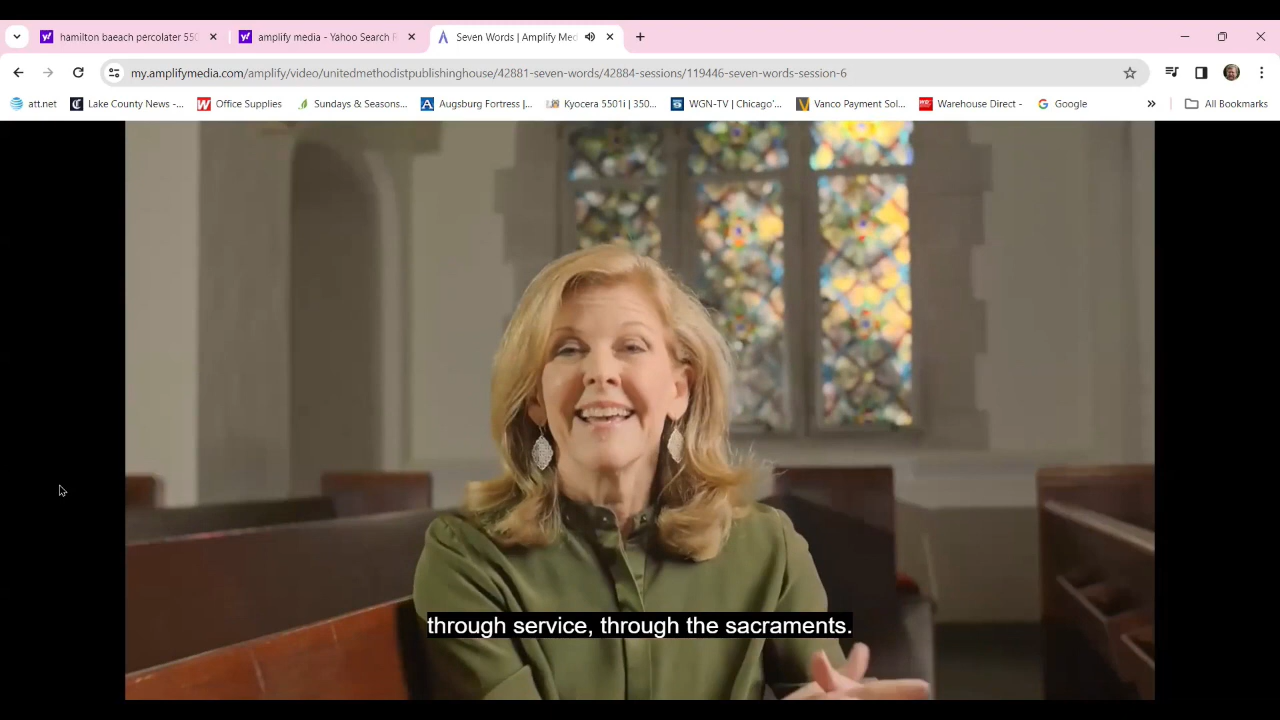 hamilton baeach percolater 550
amplify media - Yahoo Search R
Seven Words | Amplify Med
my.amplifymedia.com/amplify/video/unitedmethodistpublishinghouse/42881-seven-words/42884-sessions/119446-seven-words-session-6
att.net
Lake County News -...
Office Supplies
Sundays & Seasons...
Augsburg Fortress |...
Kyocera 5501i | 350...
WGN-TV | Chicago'...
Vanco Payment Sol...
Warehouse Direct -
Google
»
All Bookmarks
through service, through the sacraments.